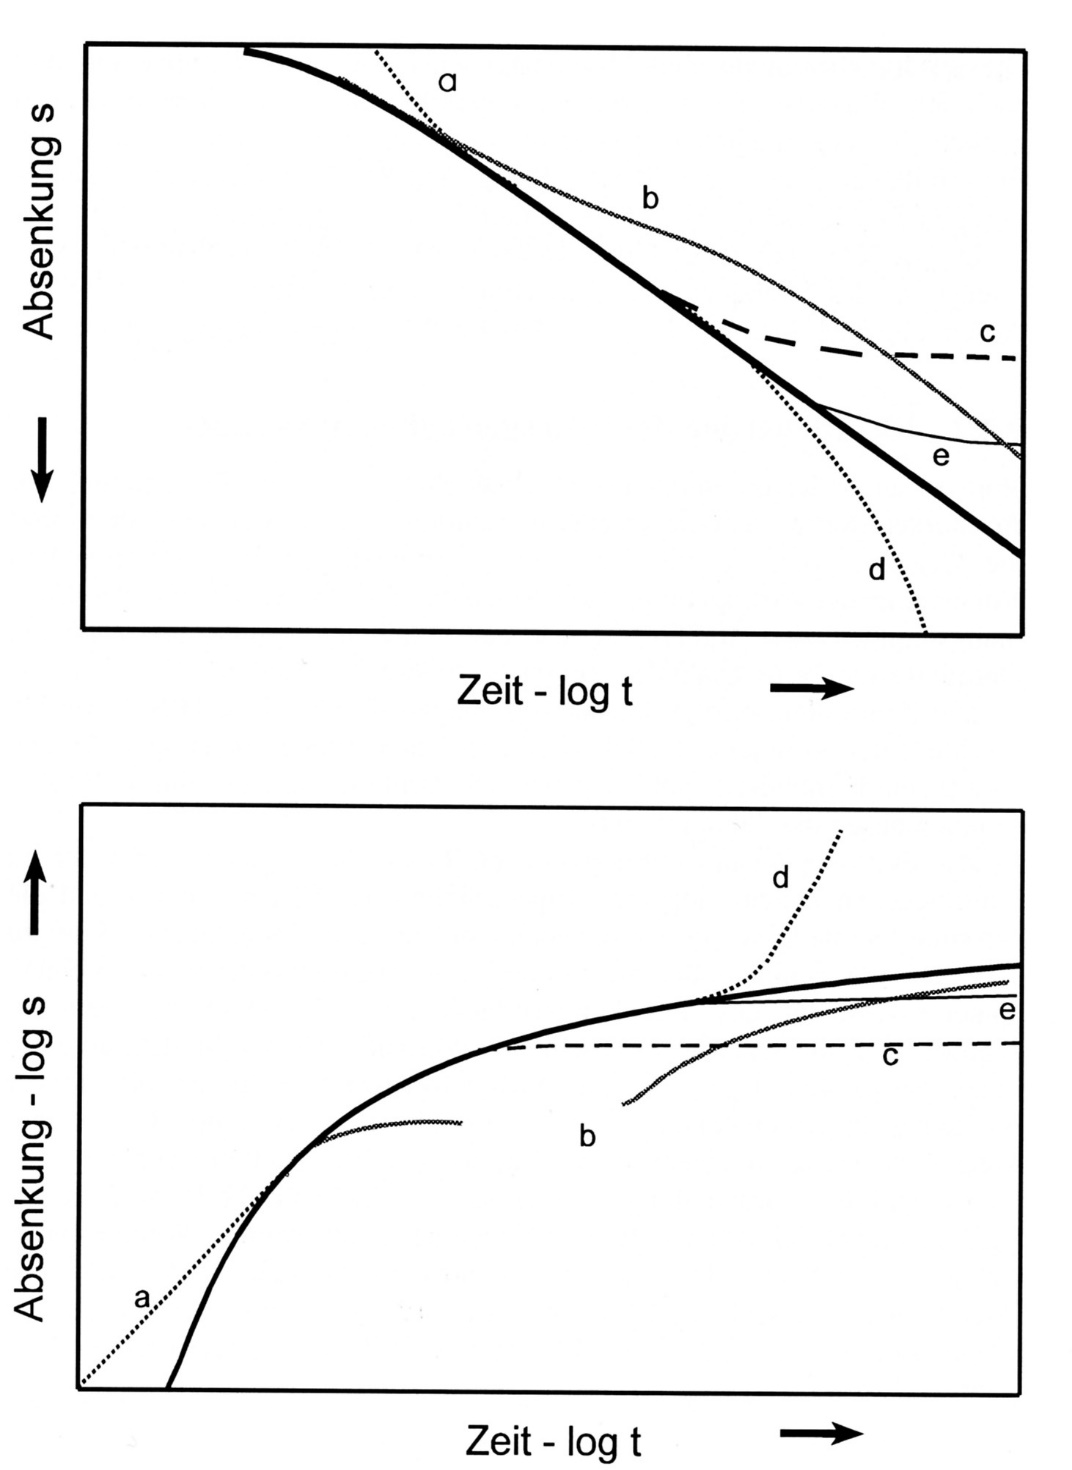 Absenkung s
a
b
c
e
d
Zeit - log t
Absenkung - log s
d
e
c
b
a
Zeit - log t